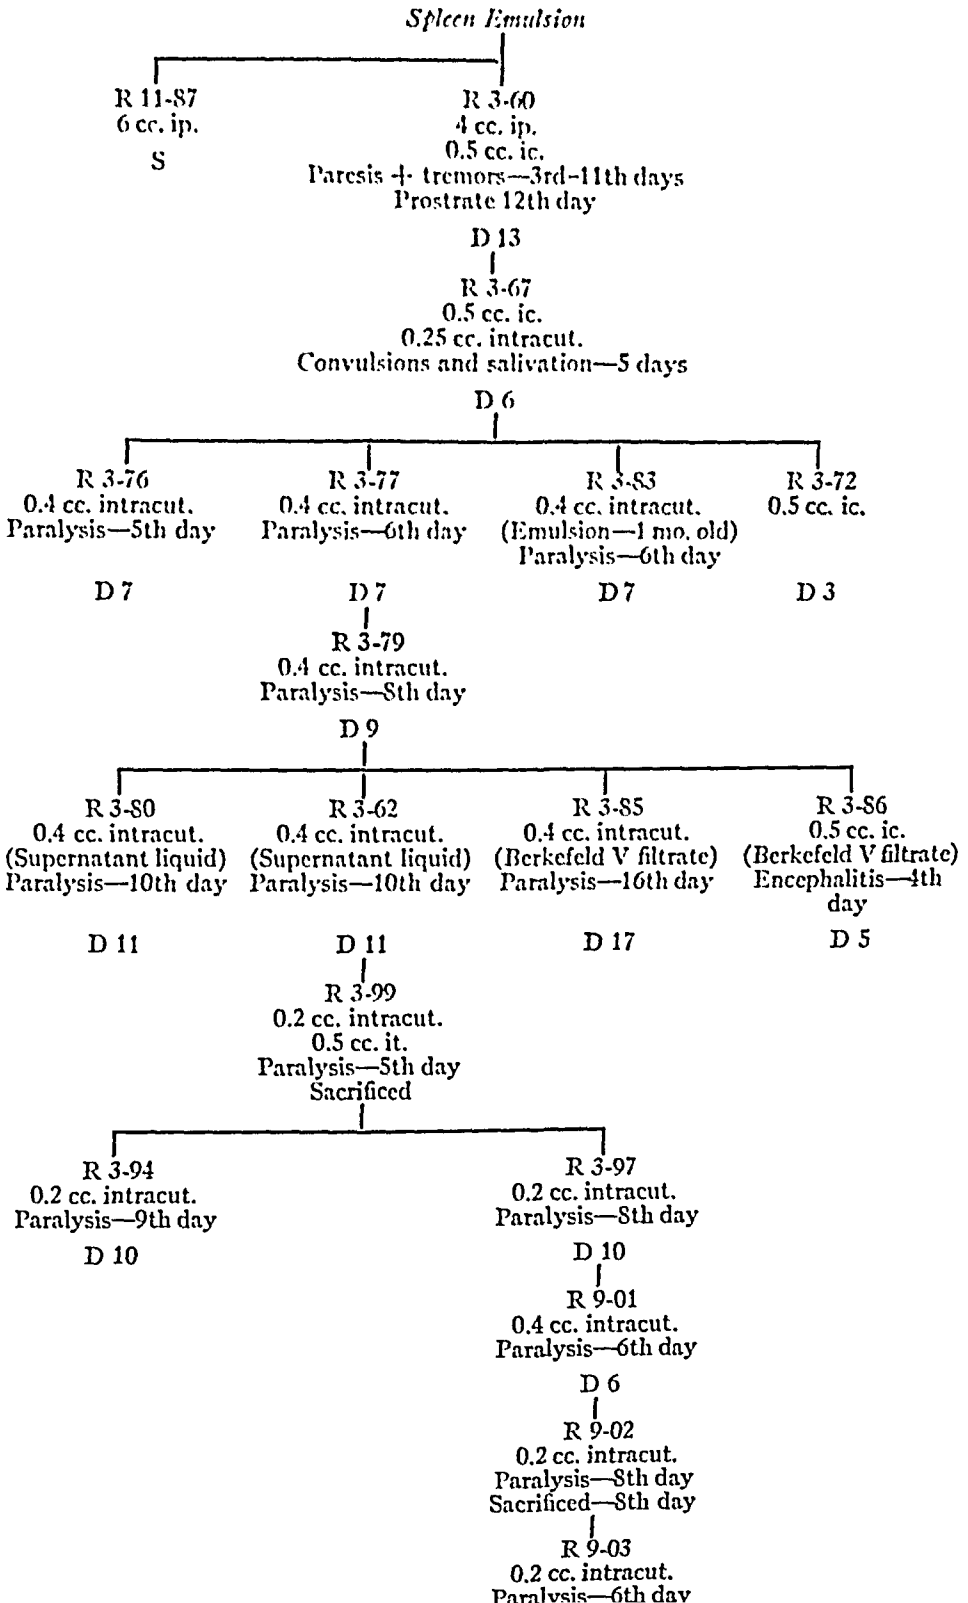 Spleen Emulsion
R 11-87
6 cc. ip.
S
R 3-60
4 cc. ip.
0.5 cc. ic.
Paresis + tremors—3rd-11th days
Prostrate 12th day
D 13
R 3-67
0.5 cc. ic.
0.25 cc. intracut.
Convulsions and salivation—5 days
D 6
R 3-76
0.4 cc. intracut.
Paralysis—5th day
D 7
R 3-77
0.4 cc. intracut.
Paralysis—6th day
D 7
R 3-83
0.4 cc. intracut.
(Emulsion—1 mo. old)
Paralysis—6th day
D 7
R 3-72
0.5 cc. ic.
D 3
R 3-79
0.4 cc. intracut.
Paralysis—8th day
D 9
R 3-80
0.4 cc. intracut.
(Supernatant liquid)
Paralysis—10th day
D 11
R 3-62
0.4 cc. intracut.
(Supernatant liquid)
Paralysis—10th day
D 11
R 3-85
0.4 cc. intracut.
(Berkefeld V filtrate)
Paralysis—16th day
D 17
R 3-86
0.5 cc. ic.
(Berkefeld V filtrate)
Encephalitis—4th
day
D 5
R 3-99
0.2 cc. intracut.
0.5 cc. it.
Paralysis—5th day
Sacrificed
R 3-94
0.2 cc. intracut.
Paralysis—9th day
D 10
R 3-97
0.2 cc. intracut.
Paralysis—8th day
D 10
R 9-01
0.4 cc. intracut.
Paralysis—6th day
D 6
R 9-02
0.2 cc. intracut.
Paralysis—8th day
Sacrificed—8th day
R 9-03
0.2 cc. intracut.
Paralysis—6th day